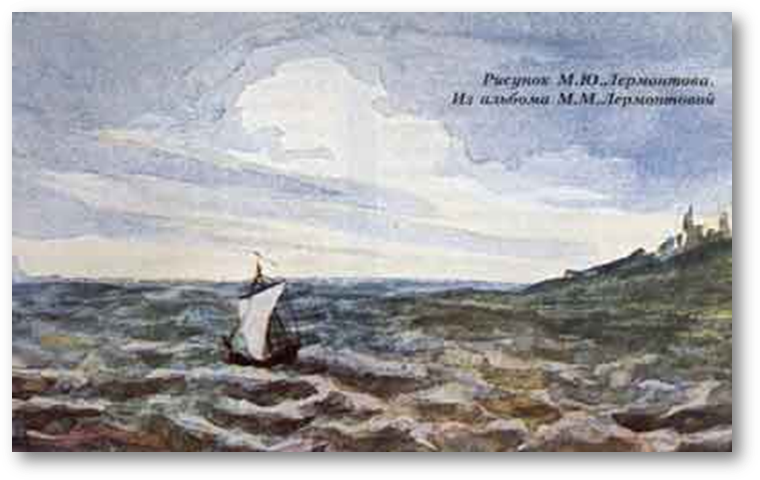 Рисунок М.Ю.Лермонтова.
Из альбома М.М.Лермонтовой